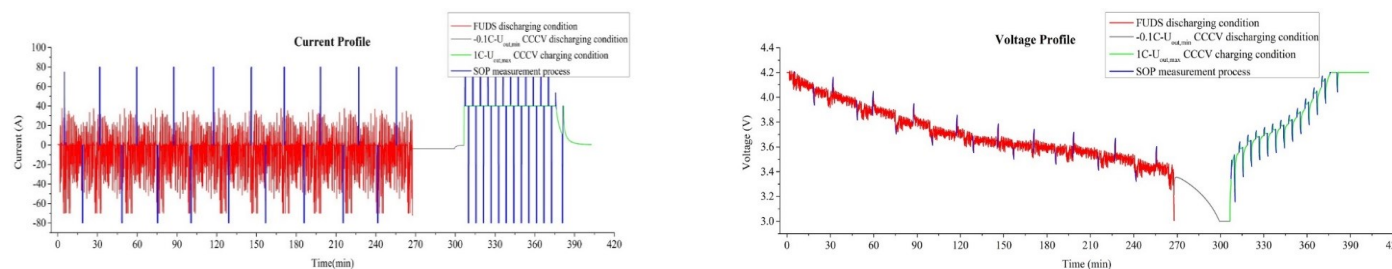 Current Profile
FUDS discharging condition
-0.1C-U_out,min CCCV discharging condition
1C-U_out,max CCCV charging condition
SOP measurement process
Current (A)
100
80
60
40
20
0
-20
-40
-60
-80
0 30 60 90 120 150 180 210 240 270 300 330 360 390 420
Time(min)
Voltage Profile
FUDS discharging condition
-0.1C-U_out,min CCCV discharging condition
1C-U_out,max CCCV charging condition
SOP measurement process
Voltage (V)
4.4
4.2
4.0
3.8
3.6
3.4
3.2
3.0
0 30 60 90 120 150 180 210 240 270 300 330 360 390
Time (min)